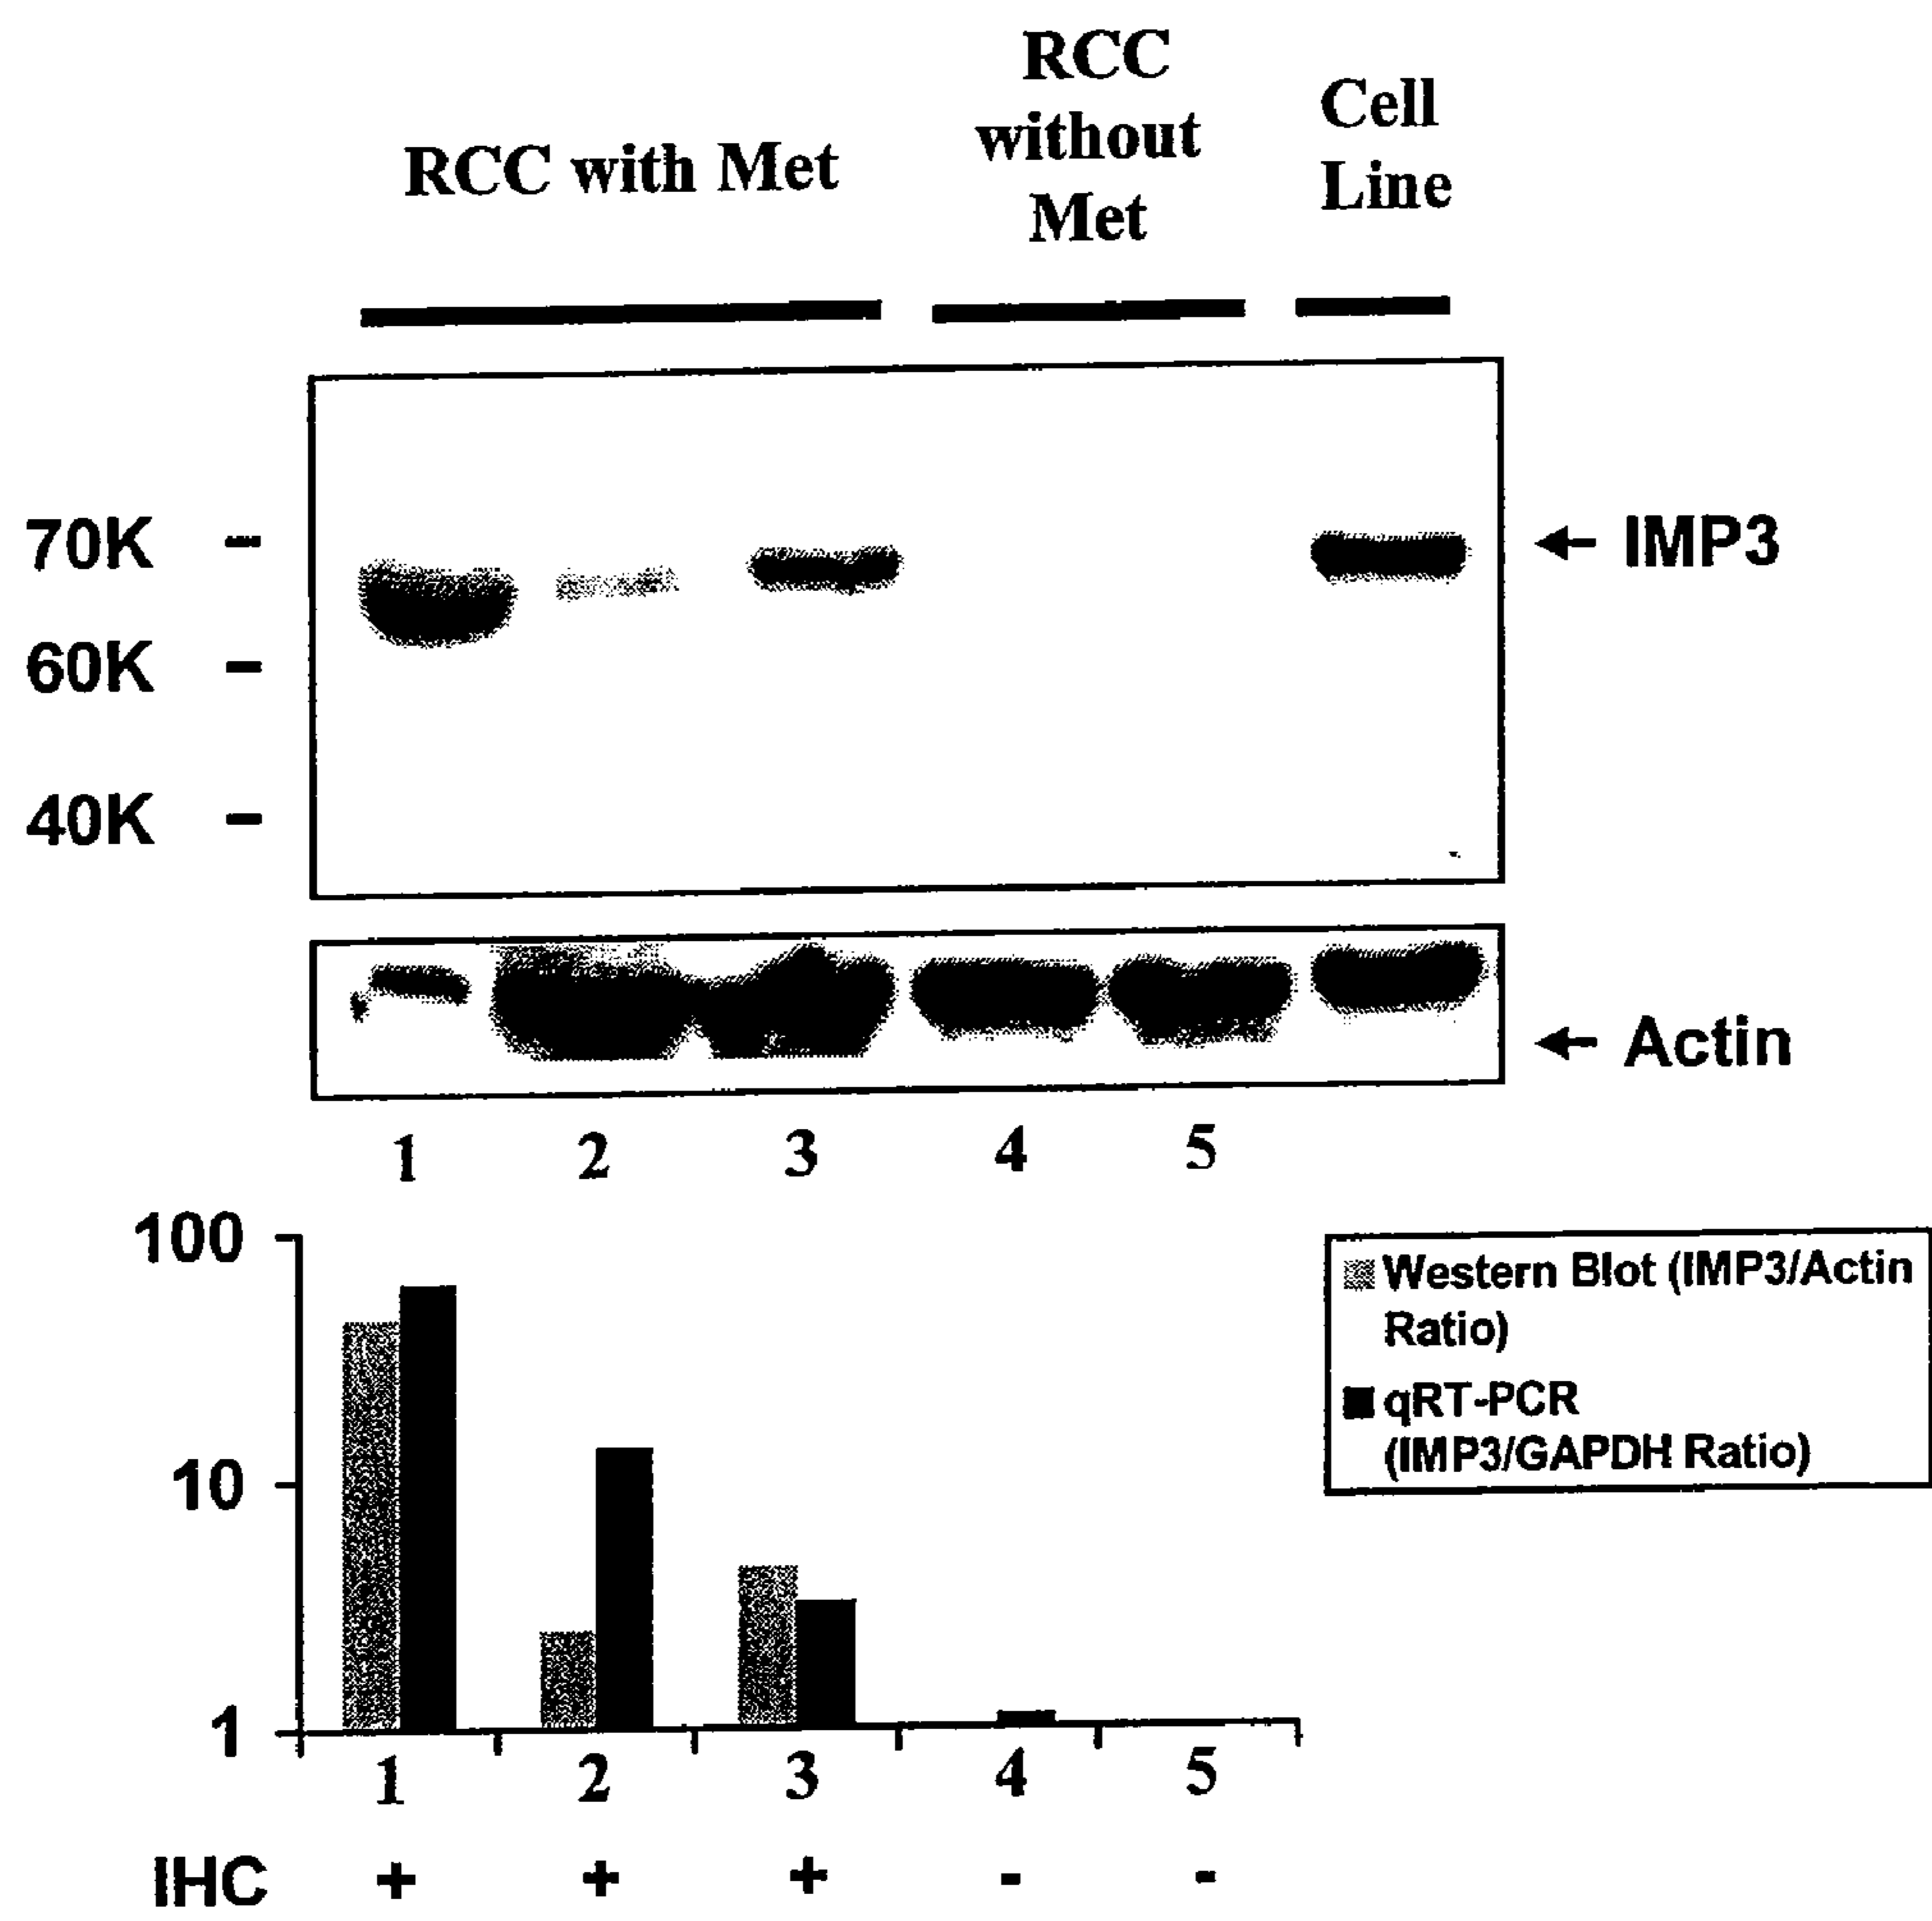 RCC with Met
RCC
without
Met
Cell
Line
70K -
60K -
40K -
← IMP3
← Actin
1 2 3 4 5
100
10
1
Western Blot (IMP3/Actin
Ratio)
qRT-PCR
(IMP3/GAPDH Ratio)
1 2 3 4 5
IHC + + + - -